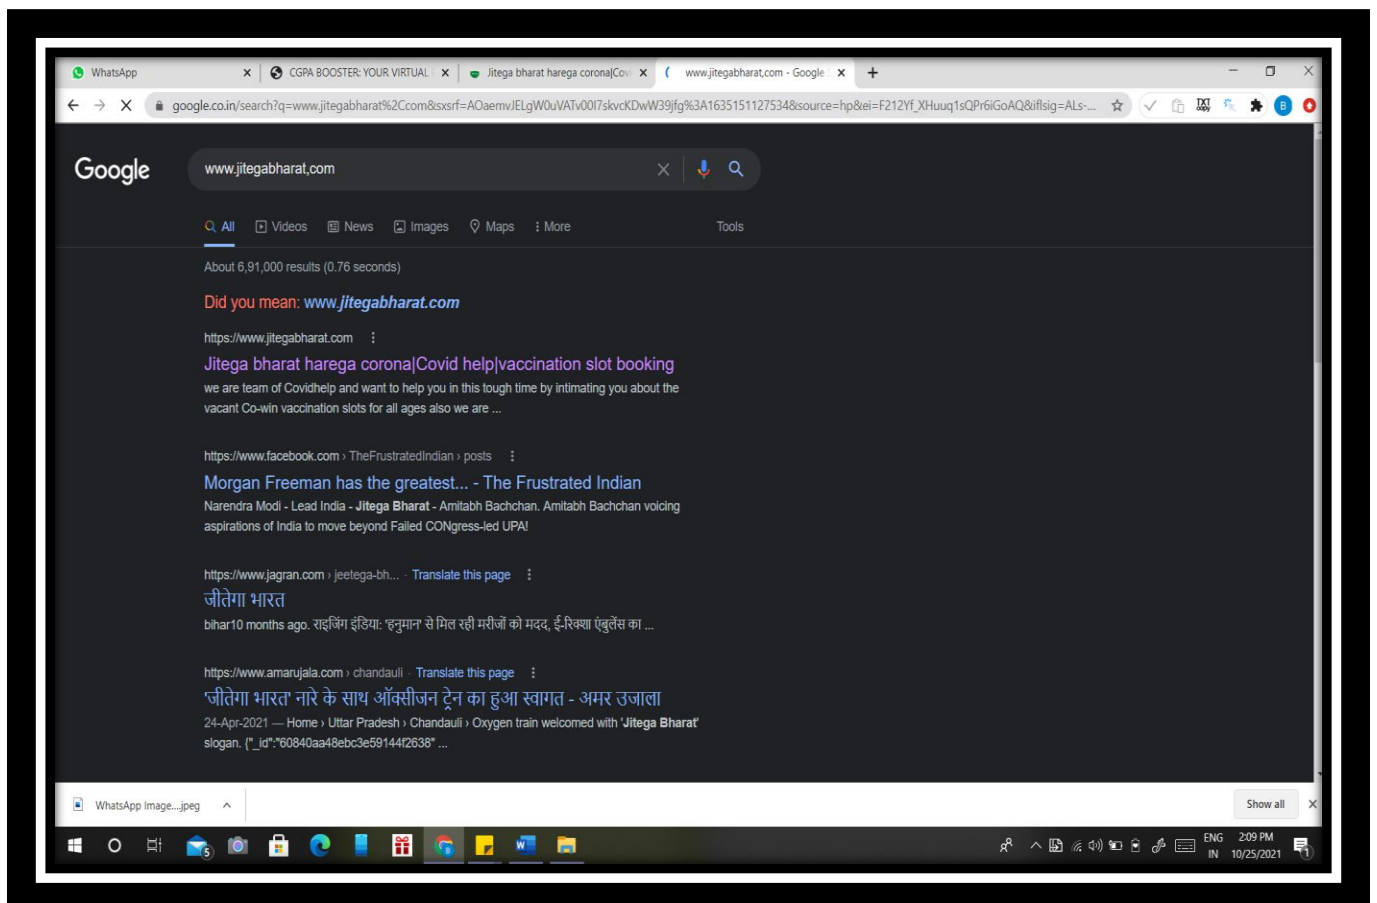 WhatsApp
CGPA BOOSTER: YOUR VIRTUAL
Jitega bharat harega corona|Covi
www.jitegabharat,com - Google
google.co.in/search?q=www.jitegabharat%2Ccom&sxsrf=AOaemvJELgW0uVATv00I7skvcKDwW39jfg%3A1635151127534&source=hp&ei=F212Yf_XHuuq1sQPr6iGoAQ&iflsig=ALs-...
TXT
copy
B
Google
www.jitegabharat,com
All Videos News Images Maps More Tools
About 6,91,000 results (0.76 seconds)
Did you mean: www.jitegabharat.com
https://www.jitegabharat.com
Jitega bharat harega corona|Covid help|vaccination slot booking
we are team of Covidhelp and want to help you in this tough time by intimating you about the
vacant Co-win vaccination slots for all ages also we are ...
https://www.facebook.com › TheFrustratedIndian › posts
Morgan Freeman has the greatest... - The Frustrated Indian
Narendra Modi - Lead India - Jitega Bharat - Amitabh Bachchan. Amitabh Bachchan voicing
aspirations of India to move beyond Failed CONgress-led UPA!
https://www.jagran.com › jeetega-bh... · Translate this page
जीतेगा भारत
bihar10 months ago. राइजिंग इंडिया: 'हनुमान' से मिल रही मरीजों को मदद, ई-रिक्शा एंबुलेंस का ...
https://www.amarujala.com › chandauli · Translate this page
'जीतेगा भारत' नारे के साथ ऑक्सीजन ट्रेन का हुआ स्वागत - अमर उजाला
24-Apr-2021 — Home › Uttar Pradesh › Chandauli › Oxygen train welcomed with 'Jitega Bharat'
slogan. {"_id":"60840aa48ebc3e59144f2638" ...
WhatsApp Image....jpeg
Show all
5
ENG
IN
2:09 PM
10/25/2021
1